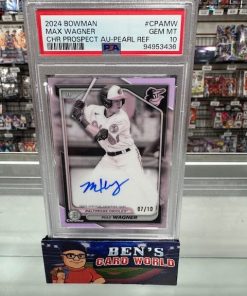 2024 BOWMAN #CPAMW
MAX WAGNER GEM MT
CHR PROSPECT AU-PEARL REF 10
PSA 94953436
07/10
BALTIMORE ORIOLES
MAX WAGNER
BEN'S
CARD WORLD